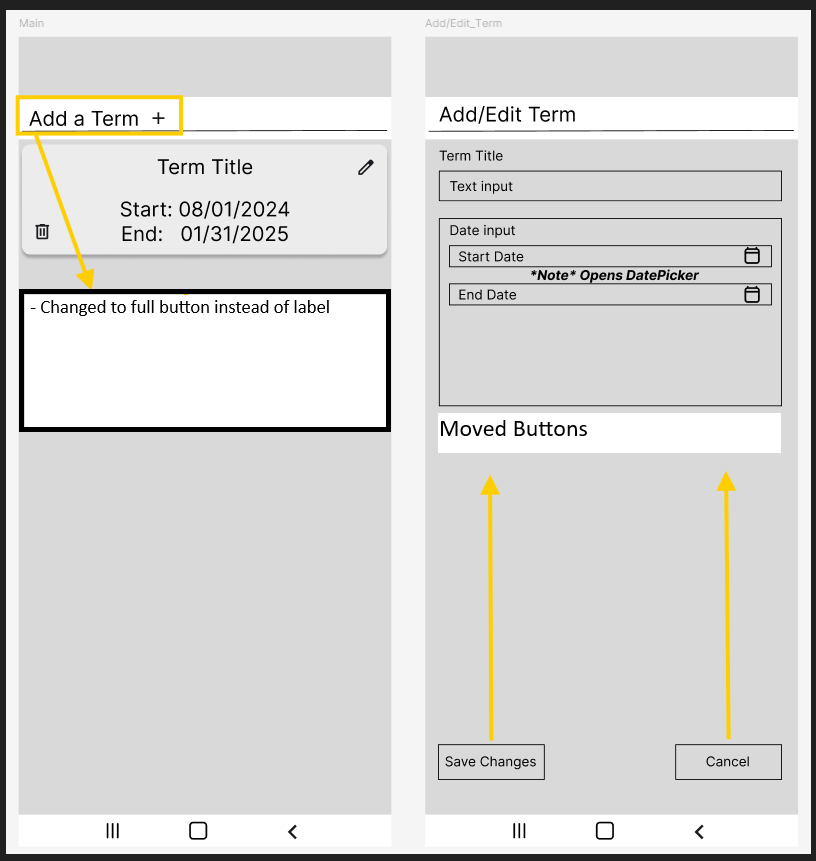 Main
Add a Term +
Term Title
Start: 08/01/2024
End: 01/31/2025
- Changed to full button instead of label
Add/Edit_Term
Add/Edit Term
Term Title
Text input
Date input
Start Date
*Note* Opens DatePicker
End Date
Moved Buttons
Save Changes
Cancel